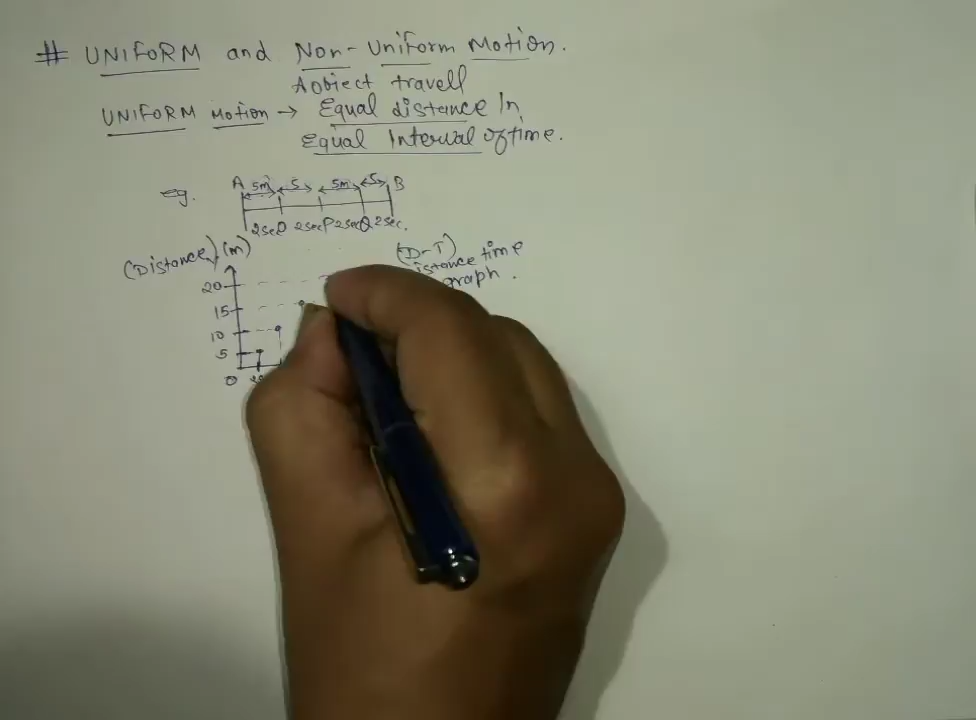 # UNIFORM and Non-Uniform Motion.
A object travell
UNIFORM Motion → Equal distance In
Equal Interval of time.
eg. A 5m 5 5m 5 B
2sec 2sec P 2sec Q 2sec.
(Distance) (m)
(D-T)
istance time
graph.
20
15
10
5
0